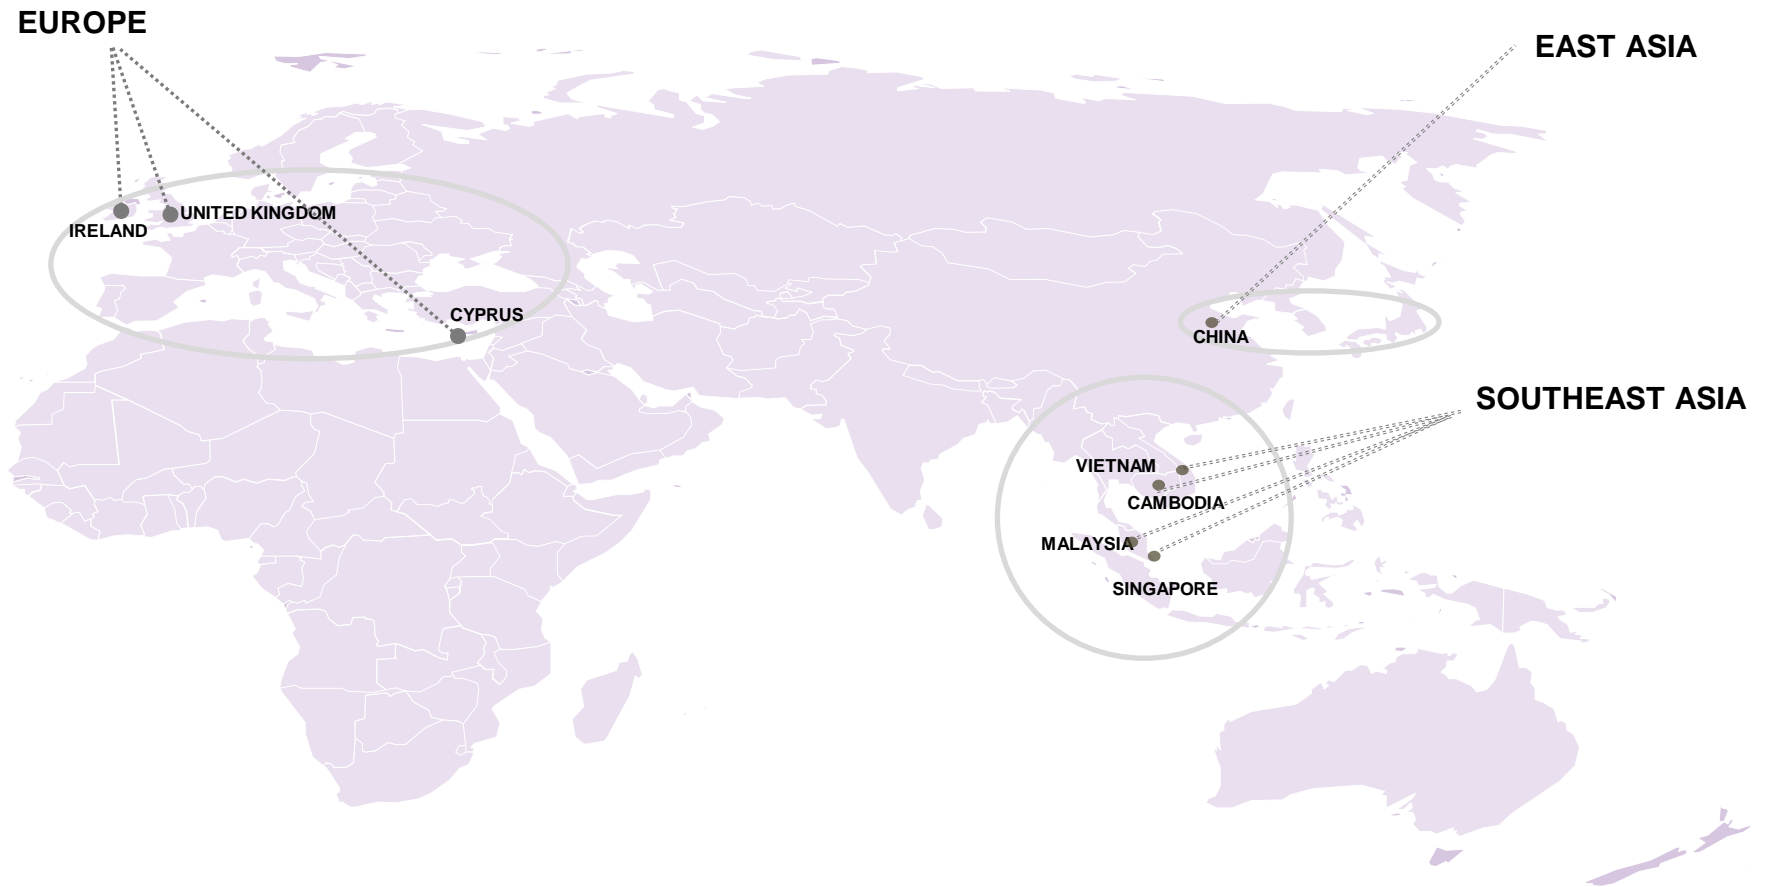 EUROPE
EAST ASIA
UNITED KINGDOM
IRELAND
CYPRUS
CHINA
SOUTHEAST ASIA
VIETNAM
CAMBODIA
MALAYSIA
SINGAPORE